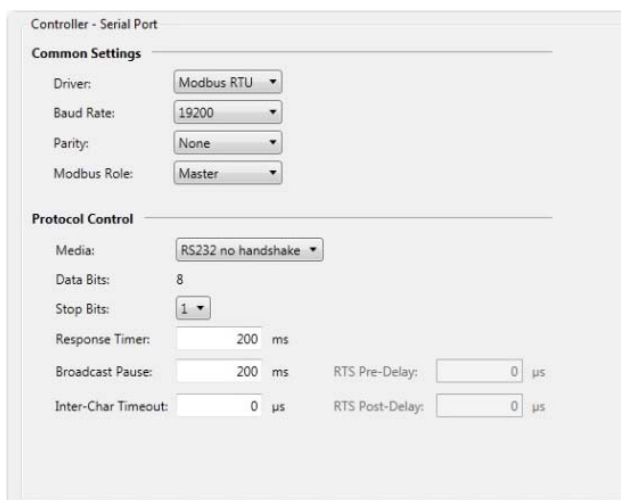 Controller - Serial Port
Common Settings
Driver: Modbus RTU
Baud Rate: 19200
Parity: None
Modbus Role: Master
Protocol Control
Media: RS232 no handshake
Data Bits: 8
Stop Bits: 1
Response Timer: 200 ms
Broadcast Pause: 200 ms RTS Pre-Delay: 0 µs
Inter-Char Timeout: 0 µs RTS Post-Delay: 0 µs